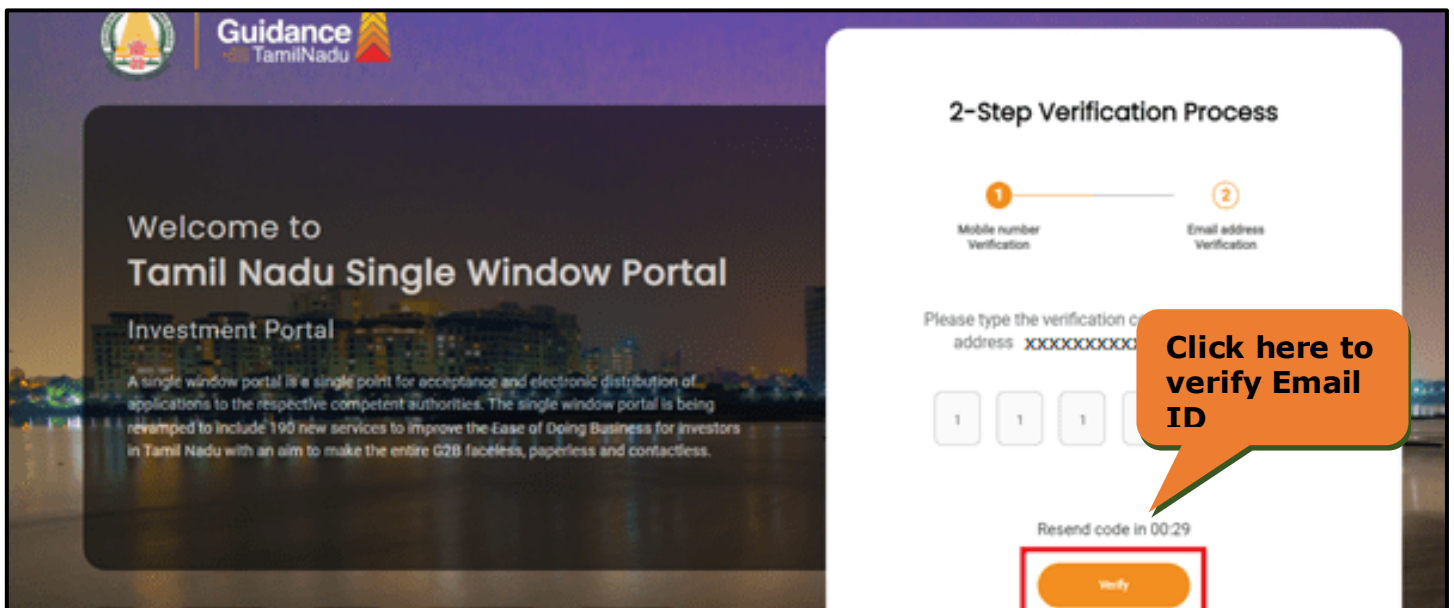 Guidance
TamilNadu
Welcome to
Tamil Nadu Single Window Portal
Investment Portal
A single window portal is a single point for acceptance and electronic distribution of
applications to the respective competent authorities. The single window portal is being
revamped to include 190 new services to improve the Ease of Doing Business for investors
in Tamil Nadu with an aim to make the entire G2B faceless, paperless and contactless.
2-Step Verification Process
1
2
Mobile number
Verification
Email address
Verification
Please type the verification
address xxxxxxxxxx
1 1 1
Click here to
verify Email
ID
Resend code in 00:29
Verify